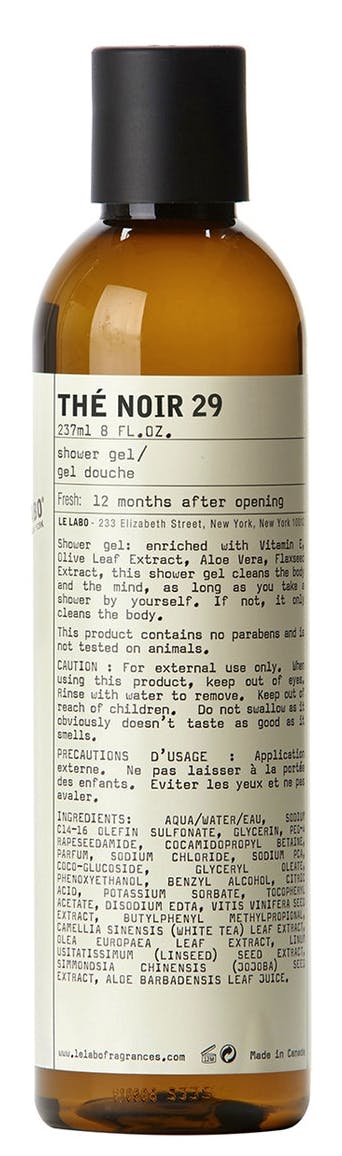 THÉ NOIR 29
237ml 8 FL.OZ.
shower gel/
gel douche
Fresh: 12 months after opening
LE LABO - 233 Elizabeth Street, New York, New York 10012
Shower gel: enriched with Vitamin E,
Olive Leaf Extract, Aloe Vera, Flaxseed
Extract, this shower gel cleans the body
and the mind, as long as you take a
shower by yourself. If not, it only
cleans the body.
This product contains no parabens and is
not tested on animals.
CAUTION : For external use only. When
using this product, keep out of eyes.
Rinse with water to remove. Keep out of
reach of children. Do not swallow as it
obviously doesn't taste as good as it
smells.
PRECAUTIONS D'USAGE : Application
externe. Ne pas laisser à la portée
des enfants. Eviter les yeux et ne pas
avaler.
INGREDIENTS: AQUA/WATER/EAU, SODIUM
C14-16 OLEFIN SULFONATE, GLYCERIN, PEG-4
RAPESEEDAMIDE, COCAMIDOPROPYL BETAINE,
PARFUM, SODIUM CHLORIDE, SODIUM PCA,
COCO-GLUCOSIDE, GLYCERYL OLEATE,
PHENOXYETHANOL, BENZYL ALCOHOL, CITRIC
ACID, POTASSIUM SORBATE, TOCOPHERYL
ACETATE, DISODIUM EDTA, VITIS VINIFERA SEED
EXTRACT, BUTYLPHENYL METHYLPROPIONAL,
CAMELLIA SINENSIS (WHITE TEA) LEAF EXTRACT,
OLEA EUROPAEA LEAF EXTRACT, LINUM
USITATISSIMUM (LINSEED) SEED EXTRACT,
SIMMONDSIA CHINENSIS (JOJOBA) SEED
EXTRACT, ALOE BARBADENSIS LEAF JUICE.
www.lelabofragrances.com 12M Made in Canada